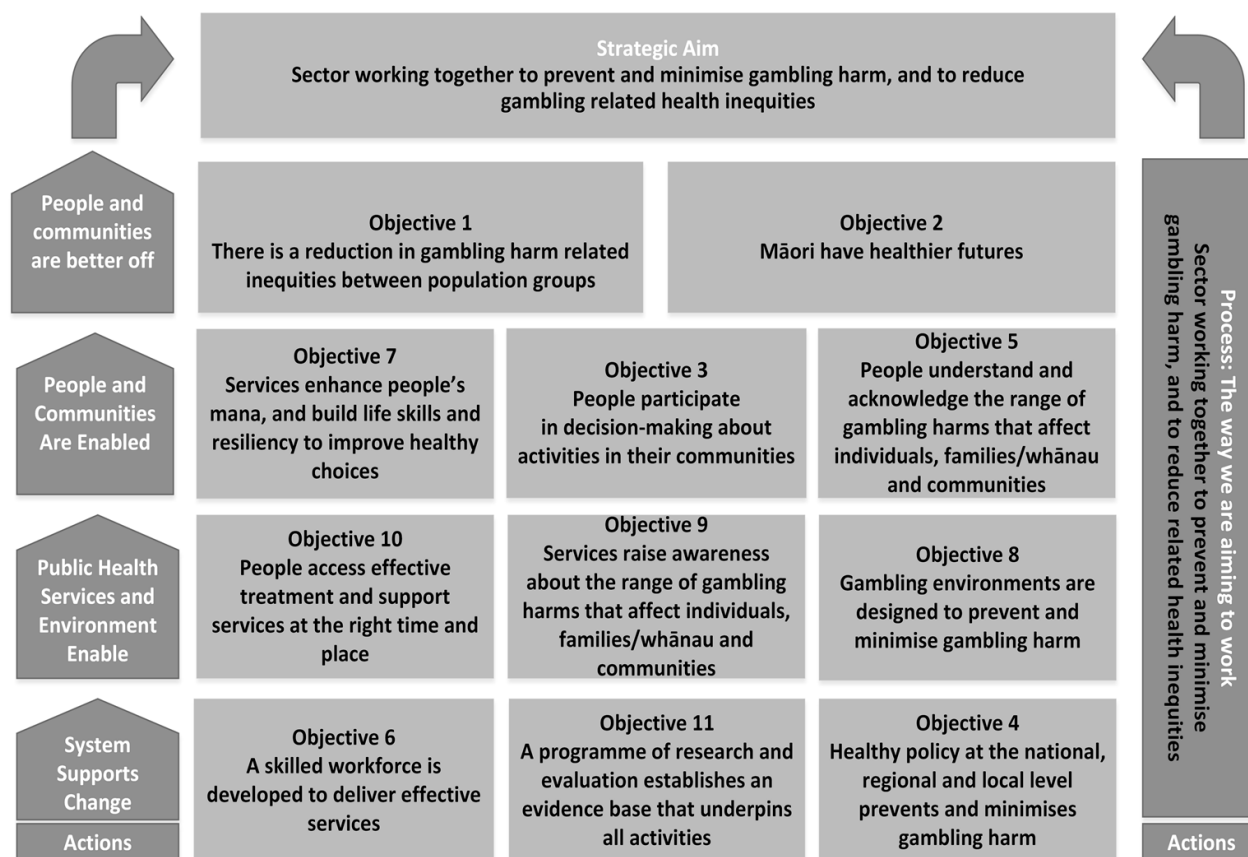 Strategic Aim
Sector working together to prevent and minimise gambling harm, and to reduce
gambling related health inequities
People and
communities
are better off
Objective 1
There is a reduction in gambling harm related
inequities between population groups
Objective 2
Māori have healthier futures
People and
Communities
Are Enabled
Objective 7
Services enhance people’s
mana, and build life skills and
resiliency to improve healthy
choices
Objective 3
People participate
in decision-making about
activities in their communities
Objective 5
People understand and
acknowledge the range of
gambling harms that affect
individuals, families/whānau
and communities
Public Health
Services and
Environment
Enable
Objective 10
People access effective
treatment and support
services at the right time and
place
Objective 9
Services raise awareness
about the range of gambling
harms that affect individuals,
families/whānau and
communities
Objective 8
Gambling environments are
designed to prevent and
minimise gambling harm
System
Supports
Change
Objective 6
A skilled workforce is
developed to deliver effective
services
Objective 11
A programme of research and
evaluation establishes an
evidence base that underpins
all activities
Objective 4
Healthy policy at the national,
regional and local level
prevents and minimises
gambling harm
Actions
Process: The way we are aiming to work
Sector working together to prevent and minimise
gambling harm, and to reduce related health inequities
Actions